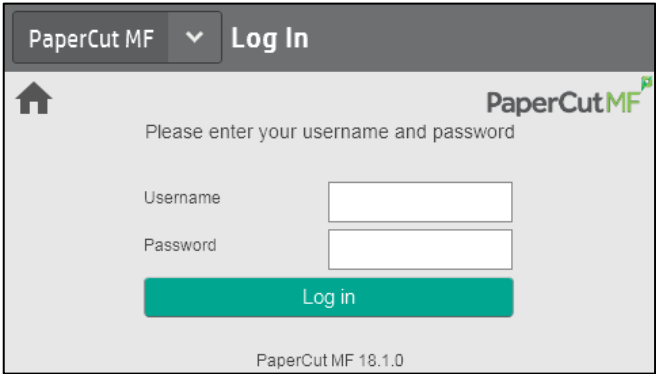 PaperCut MF Log In
PaperCutMF
Please enter your username and password
Username
Password
Log in
PaperCut MF 18.1.0